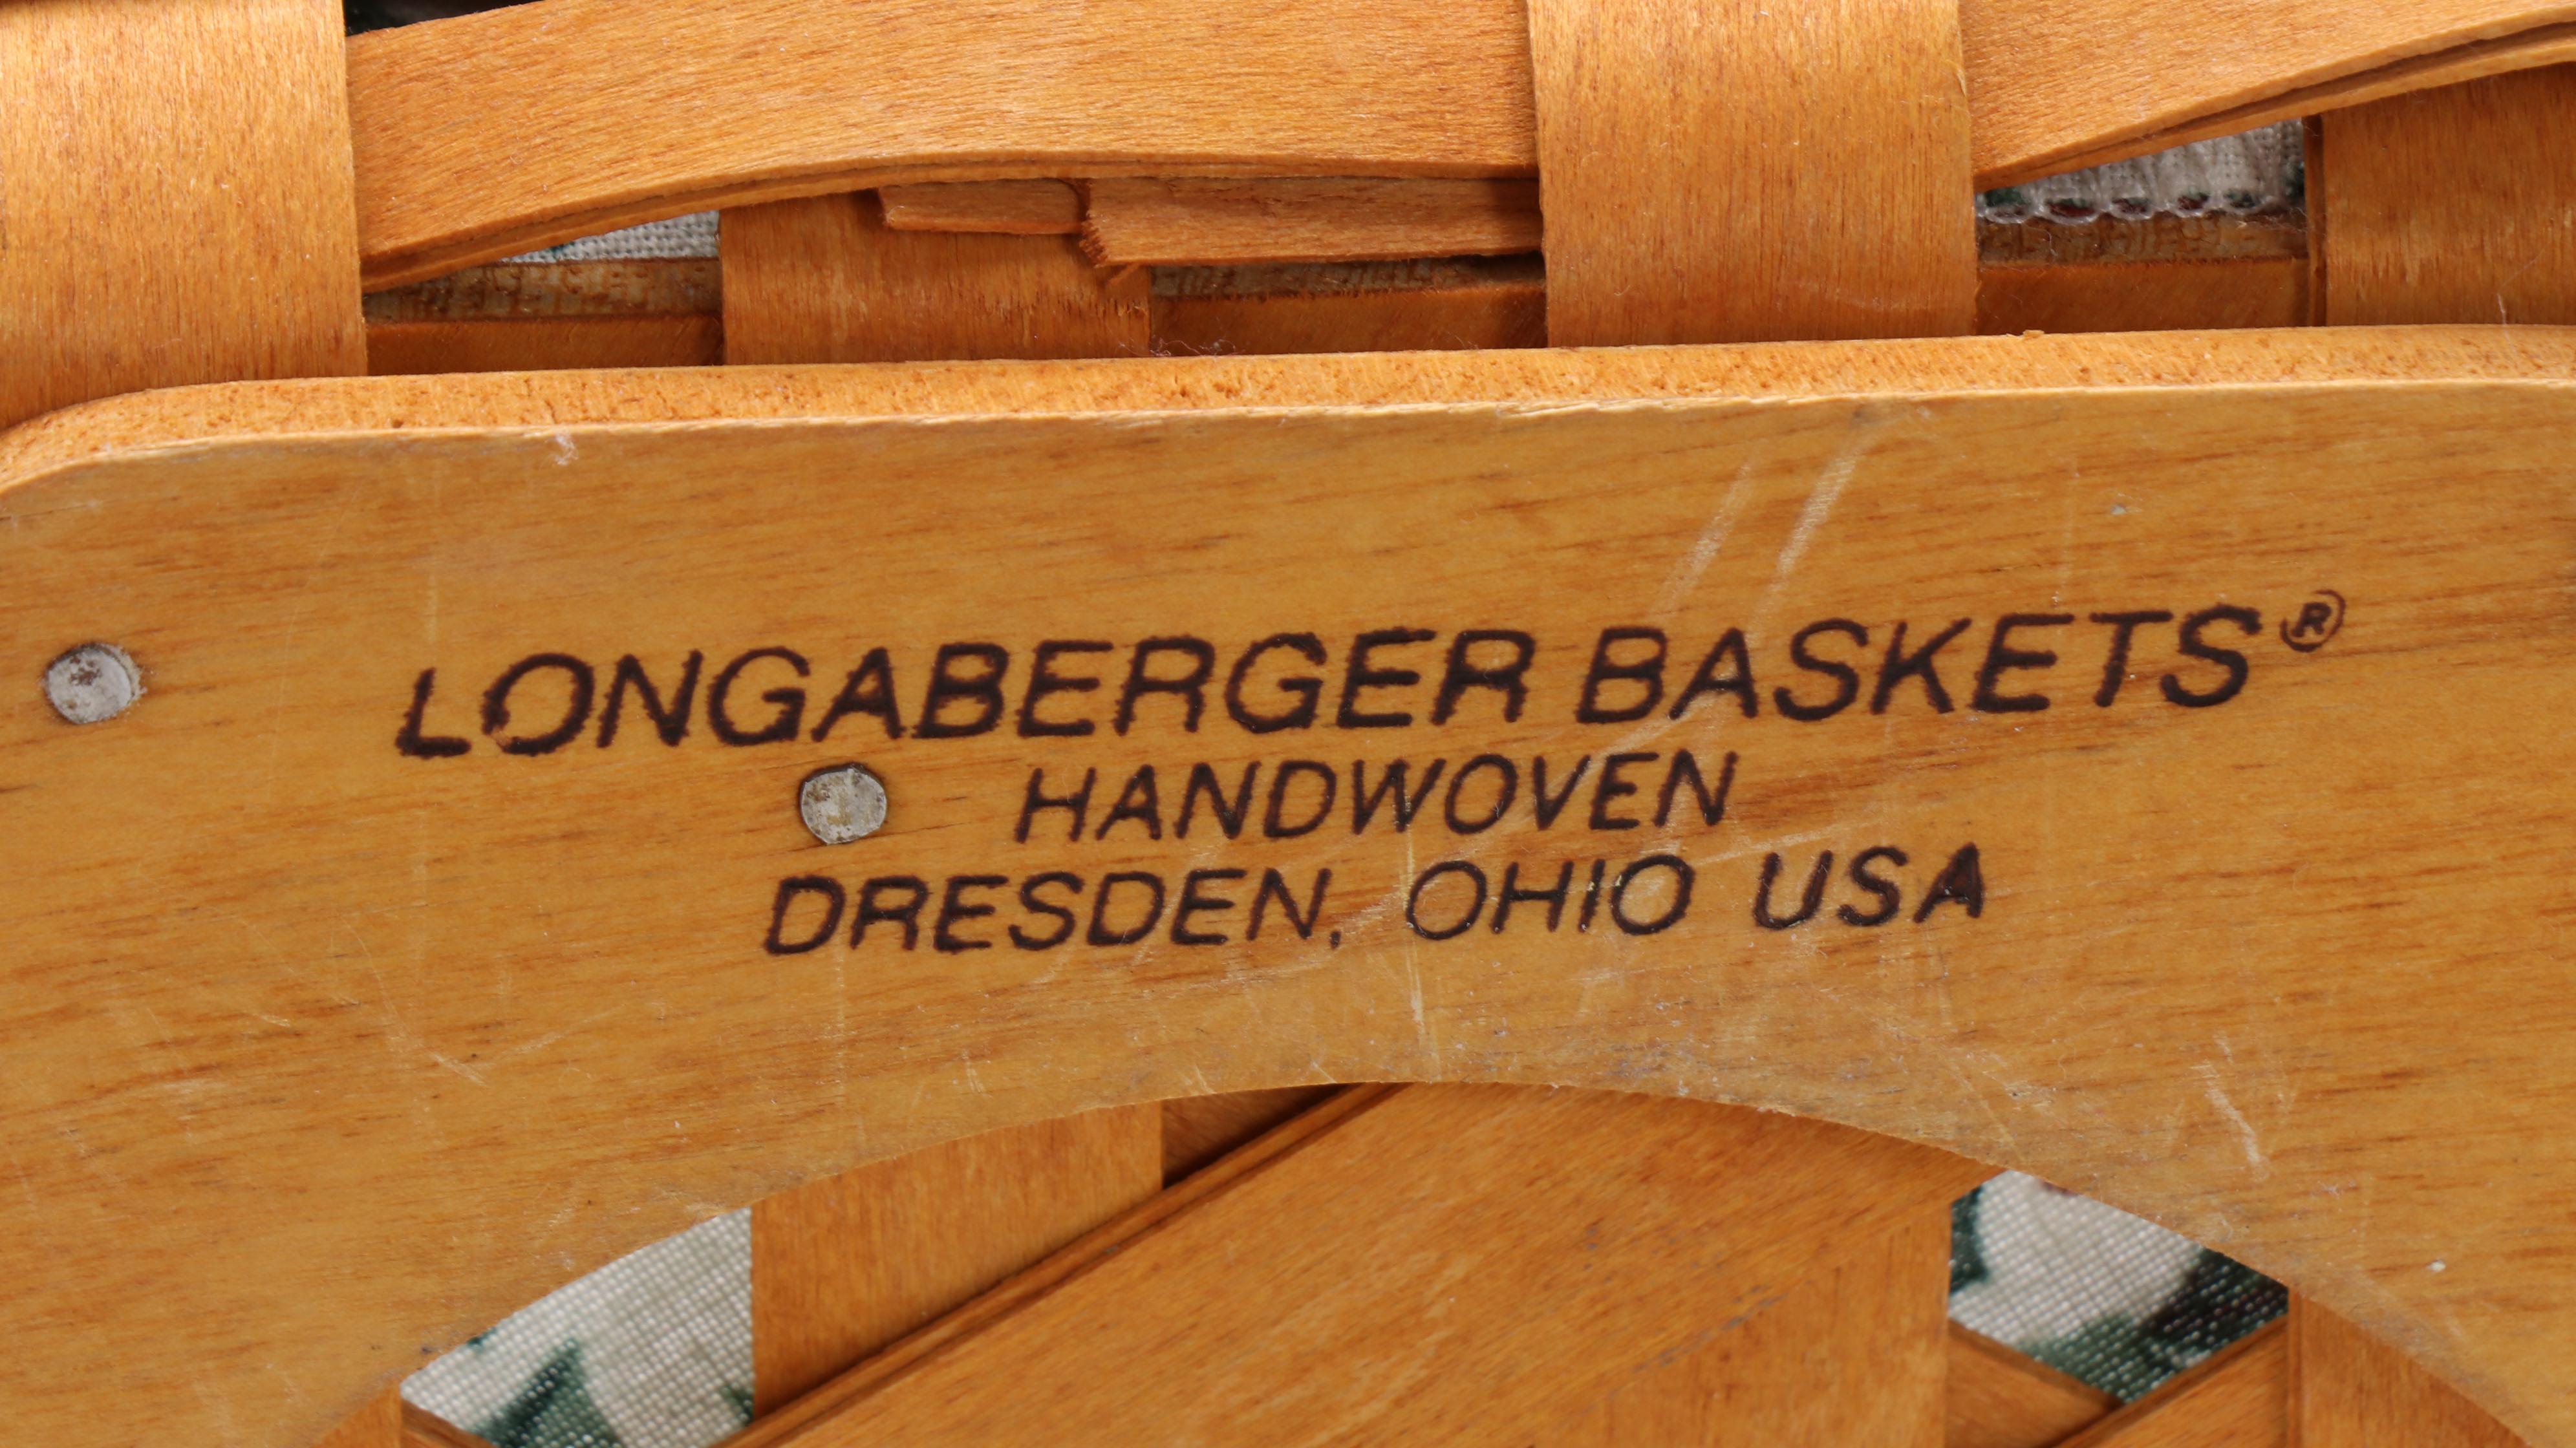 LONGABERGER BASKETS®
HANDWOVEN
DRESDEN, OHIO USA